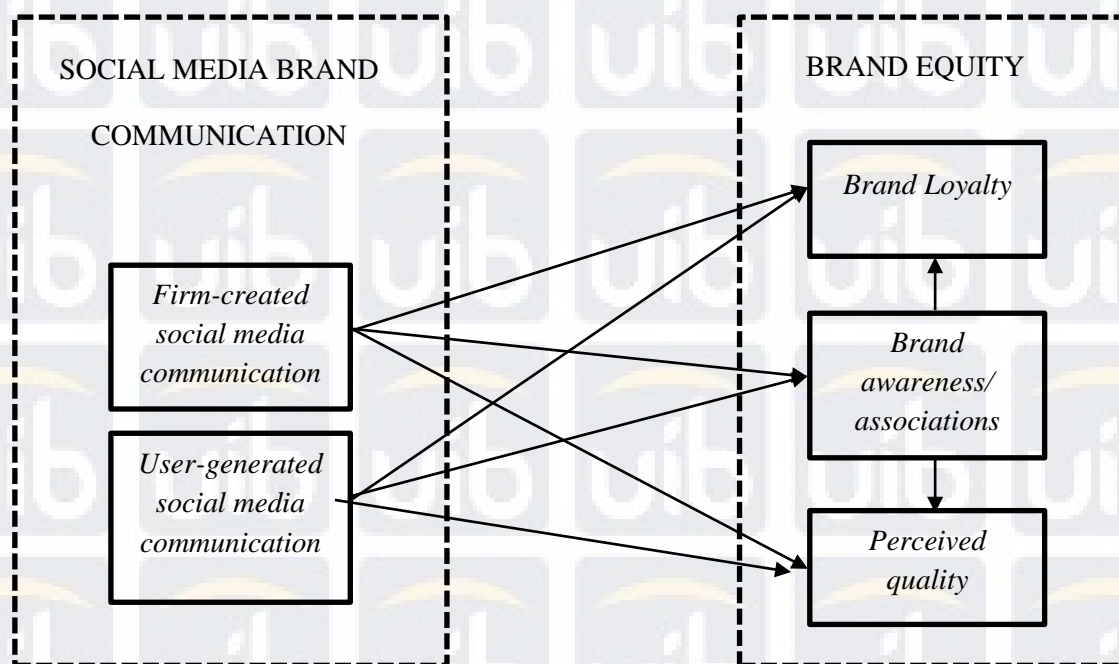 SOCIAL MEDIA BRAND
COMMUNICATION
Firm-created
social media
communication
User-generated
social media
communication
BRAND EQUITY
Brand Loyalty
Brand
awareness/
associations
Perceived
quality
uib